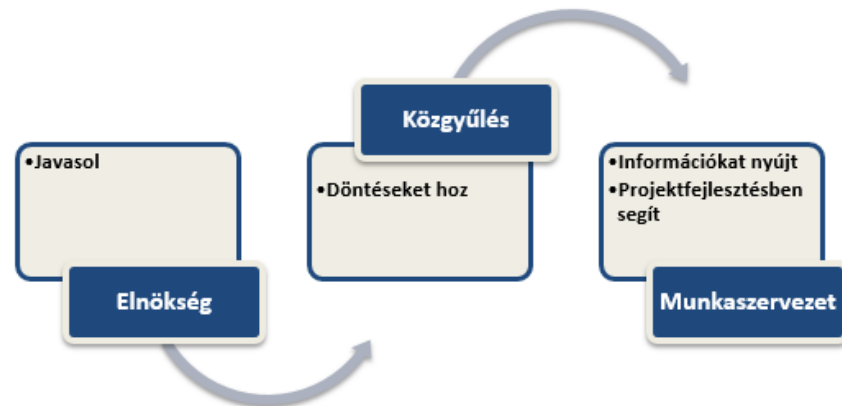 •Javasol
Elnökség
Közgyűlés
•Döntéseket hoz
•Információkat nyújt
•Projektfejlesztésben
segít
Munkaszervezet